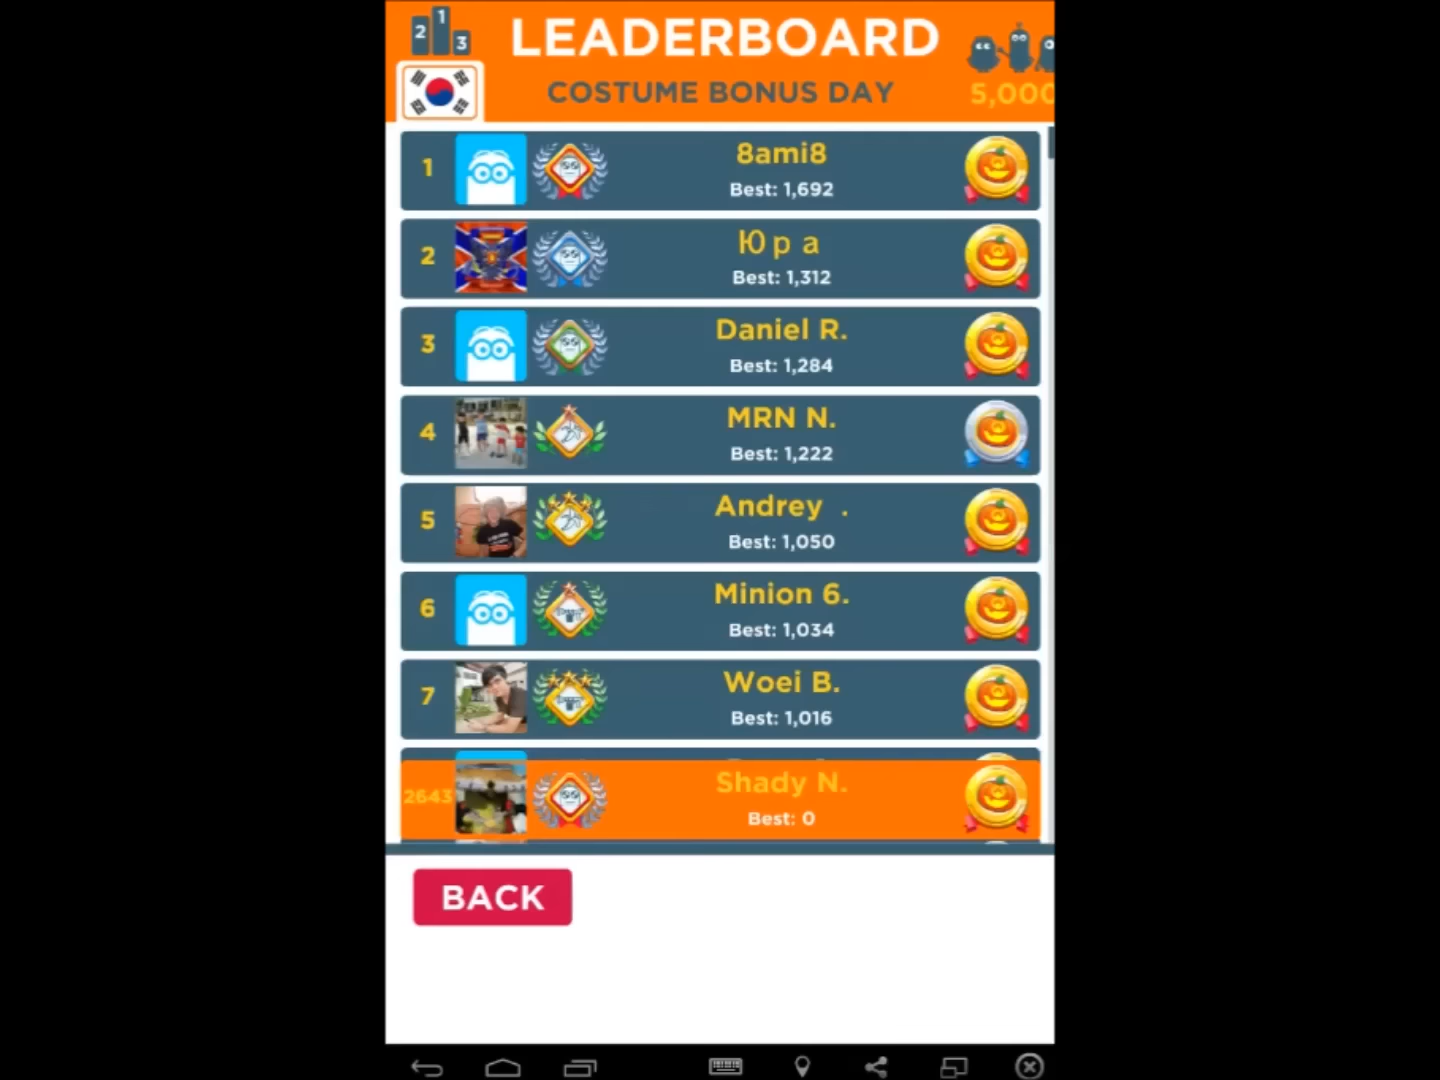 1
2
3
LEADERBOARD
COSTUME BONUS DAY
5,000
1
8ami8
Best: 1,692
2
Юра
Best: 1,312
3
Daniel R.
Best: 1,284
4
MRN N.
Best: 1,222
5
Andrey .
Best: 1,050
6
Minion 6.
Best: 1,034
7
Woei B.
Best: 1,016
2643
Shady N.
Best: 0
BACK